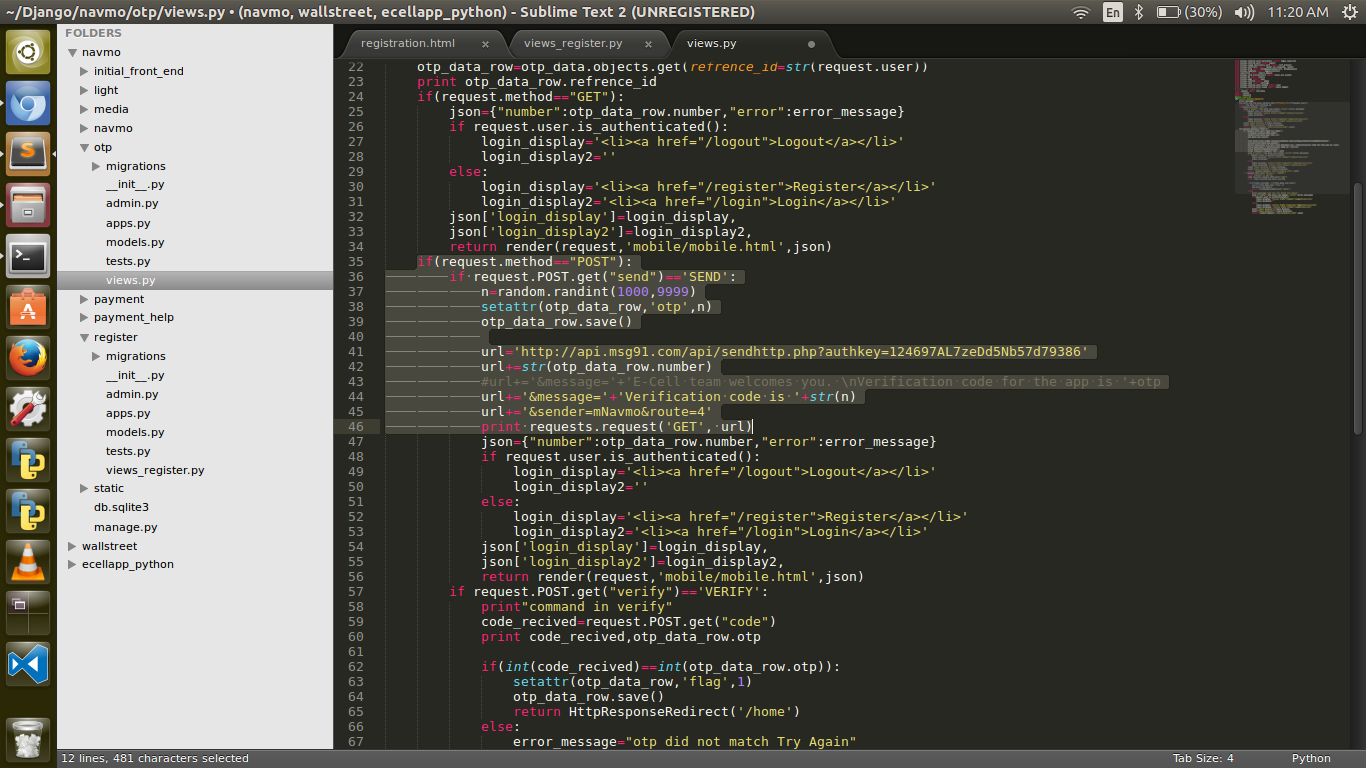 ~/Django/navmo/otp/views.py • (navmo, wallstreet, ecellapp_python) - Sublime Text 2 (UNREGISTERED)
En
(30%)
11:20 AM
FOLDERS
navmo
initial_front_end
light
media
navmo
otp
migrations
__init__.py
admin.py
apps.py
models.py
tests.py
views.py
payment
payment_help
register
migrations
__init__.py
admin.py
apps.py
models.py
tests.py
views_register.py
static
db.sqlite3
manage.py
wallstreet
ecellapp_python
registration.html
views_register.py
views.py
22 otp_data_row=otp_data.objects.get(refrence_id=str(request.user))
23 print otp_data_row.refrence_id
24 if(request.method=="GET"):
25 json={"number":otp_data_row.number,"error":error_message}
26 if request.user.is_authenticated():
27 login_display='<li><a href="/logout">Logout</a></li>'
28 login_display2=''
29 else:
30 login_display='<li><a href="/register">Register</a></li>'
31 login_display2='<li><a href="/login">Login</a></li>'
32 json['login_display']=login_display,
33 json['login_display2']=login_display2,
34 return render(request,'mobile/mobile.html',json)
35 if(request.method=="POST"):
36 if request.POST.get("send")=='SEND':
37 n=random.randint(1000,9999)
38 setattr(otp_data_row,'otp',n)
39 otp_data_row.save()
40
41 url='http://api.msg91.com/api/sendhttp.php?authkey=124697AL7zeDd5Nb57d79386'
42 url+=str(otp_data_row.number)
43 #url+='&message='+'E-Cell team welcomes you. \nVerification code for the app is '+otp
44 url+='&message='+'Verification code is '+str(n)
45 url+='&sender=mNavmo&route=4'
46 print requests.request('GET', url)
47 json={"number":otp_data_row.number,"error":error_message}
48 if request.user.is_authenticated():
49 login_display='<li><a href="/logout">Logout</a></li>'
50 login_display2=''
51 else:
52 login_display='<li><a href="/register">Register</a></li>'
53 login_display2='<li><a href="/login">Login</a></li>'
54 json['login_display']=login_display,
55 json['login_display2']=login_display2,
56 return render(request,'mobile/mobile.html',json)
57 if request.POST.get("verify")=='VERIFY':
58 print"command in verify"
59 code_recived=request.POST.get("code")
60 print code_recived,otp_data_row.otp
61
62 if(int(code_recived)==int(otp_data_row.otp)):
63 setattr(otp_data_row,'flag',1)
64 otp_data_row.save()
65 return HttpResponseRedirect('/home')
66 else:
67 error_message="otp did not match Try Again"
12 lines, 481 characters selected
Tab Size: 4
Python